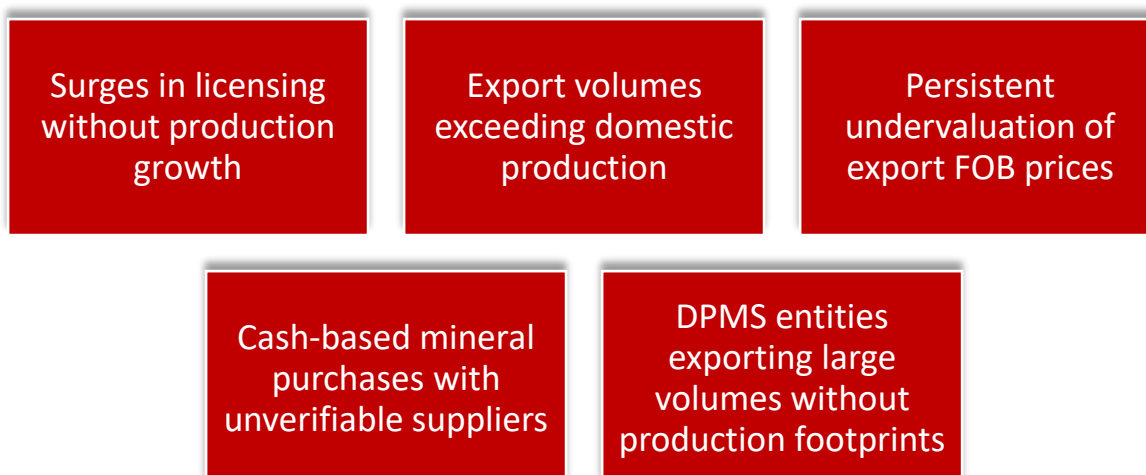 Surges in licensing
without production
growth
Export volumes
exceeding domestic
production
Persistent
undervaluation of
export FOB prices
Cash-based mineral
purchases with
unverifiable suppliers
DPMS entities
exporting large
volumes without
production footprints